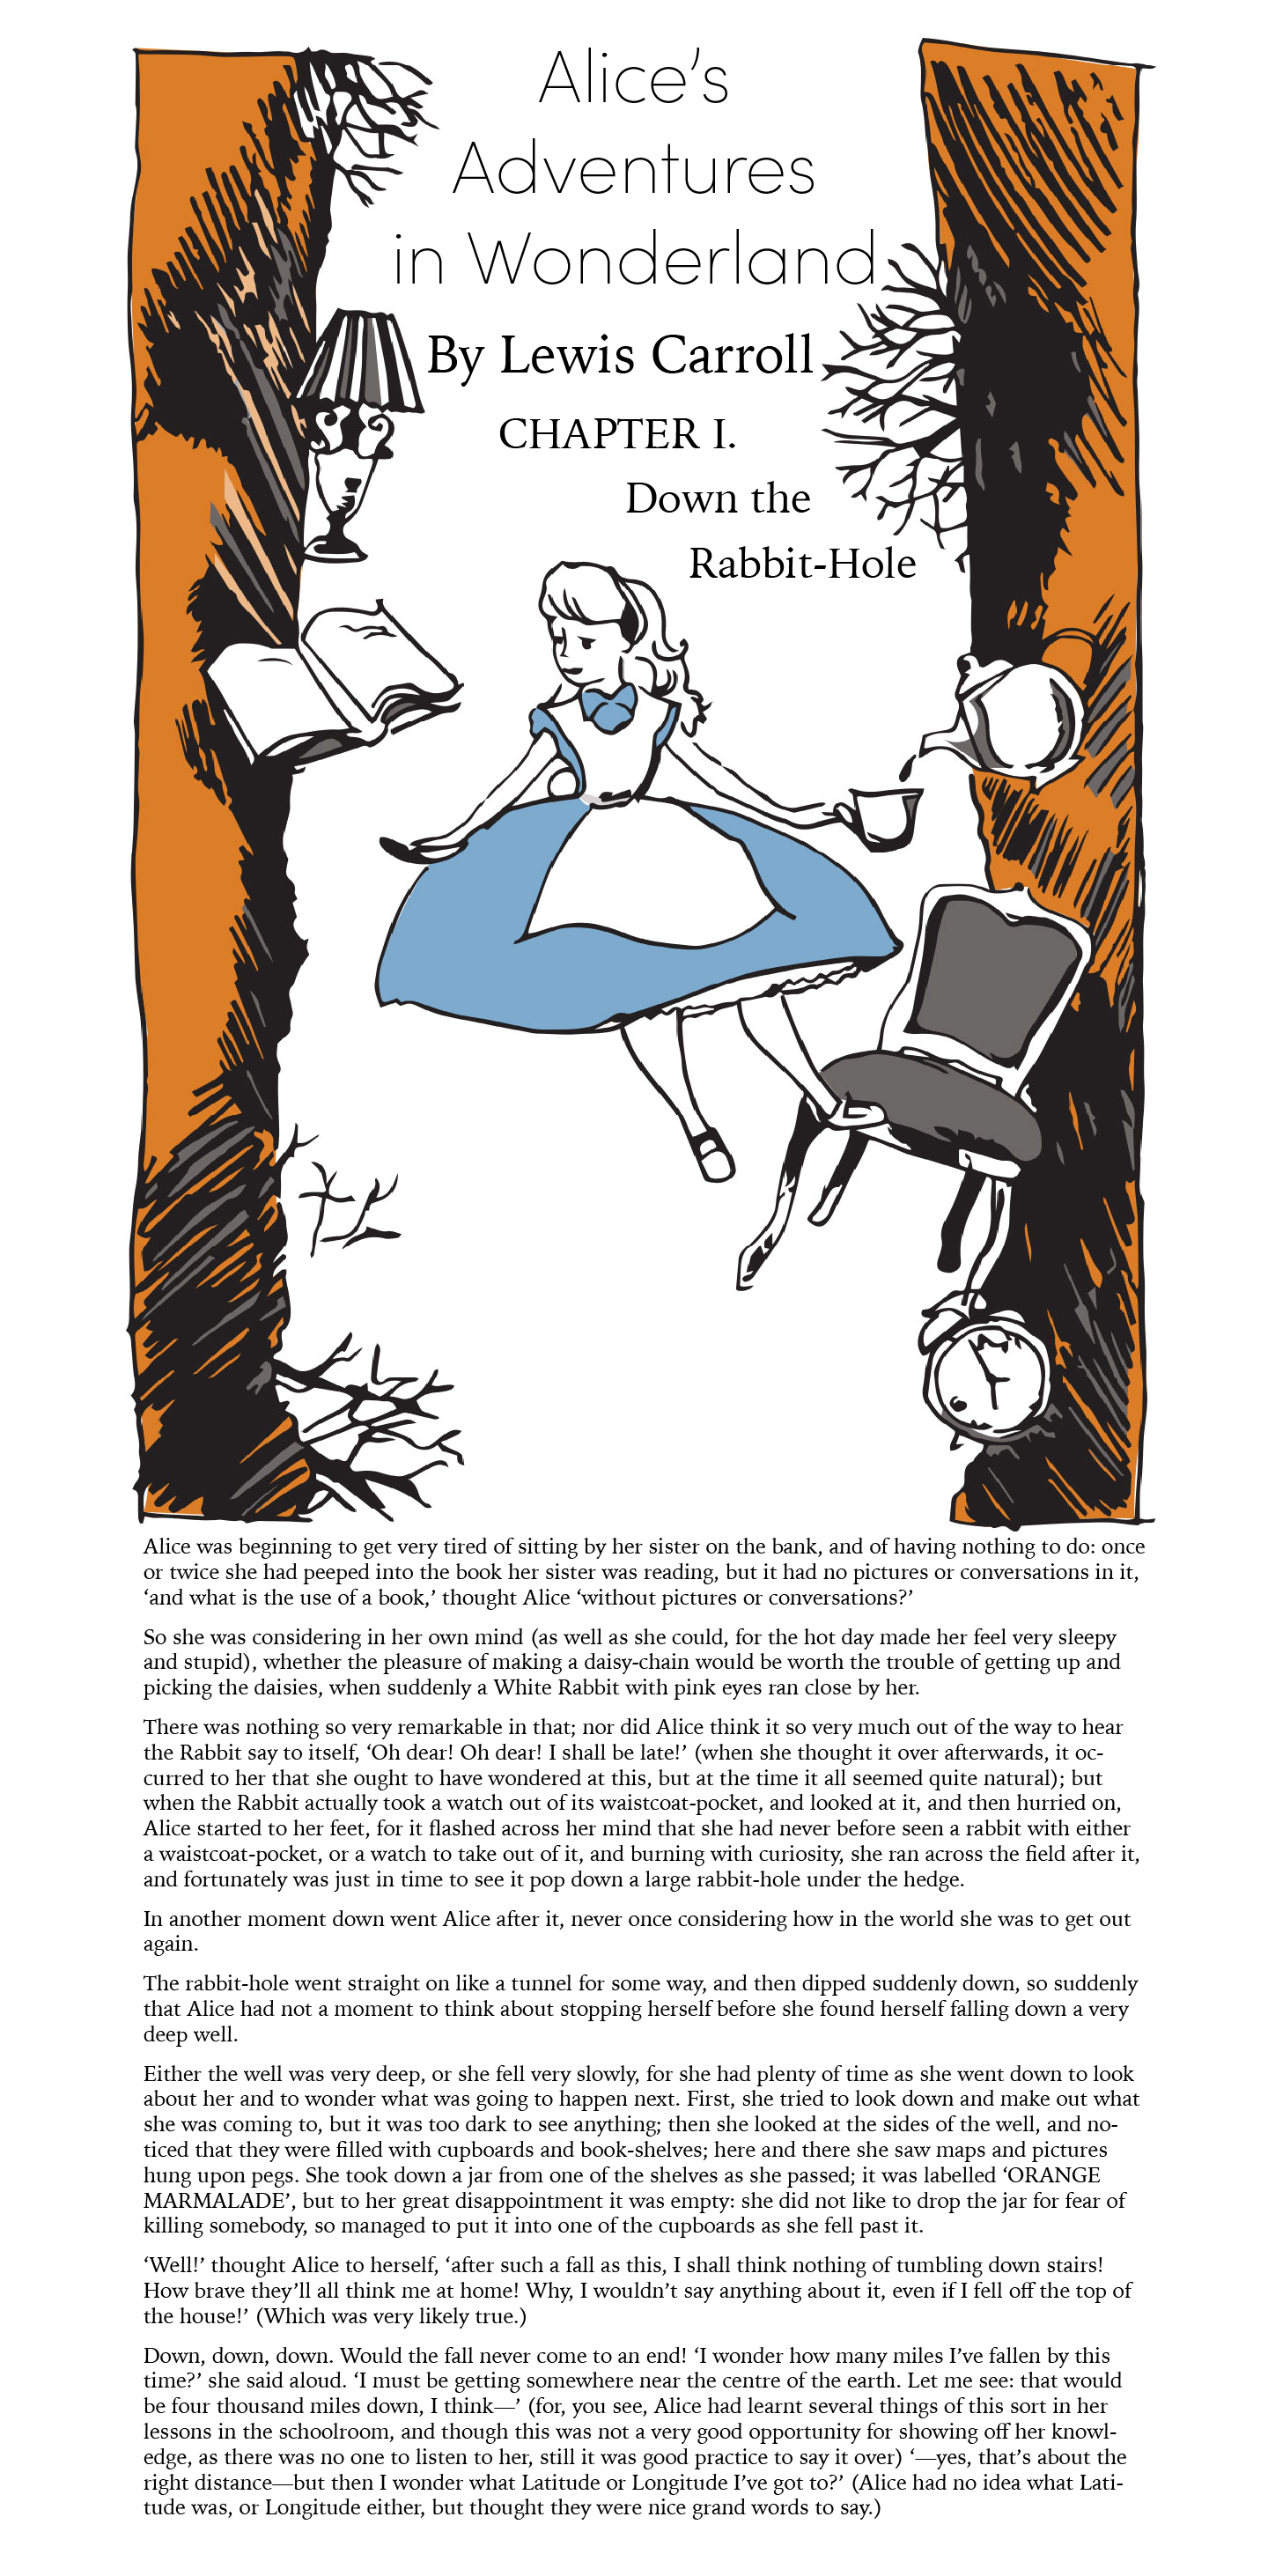 Alice’s
Adventures
in Wonderland
By Lewis Carroll
CHAPTER I.
Down the
Rabbit-Hole
Alice was beginning to get very tired of sitting by her sister on the bank, and of having nothing to do: once
or twice she had peeped into the book her sister was reading, but it had no pictures or conversations in it,
‘and what is the use of a book,’ thought Alice ‘without pictures or conversations?’
So she was considering in her own mind (as well as she could, for the hot day made her feel very sleepy
and stupid), whether the pleasure of making a daisy-chain would be worth the trouble of getting up and
picking the daisies, when suddenly a White Rabbit with pink eyes ran close by her.
There was nothing so very remarkable in that; nor did Alice think it so very much out of the way to hear
the Rabbit say to itself, ‘Oh dear! Oh dear! I shall be late!’ (when she thought it over afterwards, it oc-
curred to her that she ought to have wondered at this, but at the time it all seemed quite natural); but
when the Rabbit actually took a watch out of its waistcoat-pocket, and looked at it, and then hurried on,
Alice started to her feet, for it flashed across her mind that she had never before seen a rabbit with either
a waistcoat-pocket, or a watch to take out of it, and burning with curiosity, she ran across the field after it,
and fortunately was just in time to see it pop down a large rabbit-hole under the hedge.
In another moment down went Alice after it, never once considering how in the world she was to get out
again.
The rabbit-hole went straight on like a tunnel for some way, and then dipped suddenly down, so suddenly
that Alice had not a moment to think about stopping herself before she found herself falling down a very
deep well.
Either the well was very deep, or she fell very slowly, for she had plenty of time as she went down to look
about her and to wonder what was going to happen next. First, she tried to look down and make out what
she was coming to, but it was too dark to see anything; then she looked at the sides of the well, and no-
ticed that they were filled with cupboards and book-shelves; here and there she saw maps and pictures
hung upon pegs. She took down a jar from one of the shelves as she passed; it was labelled ‘ORANGE
MARMALADE’, but to her great disappointment it was empty: she did not like to drop the jar for fear of
killing somebody, so managed to put it into one of the cupboards as she fell past it.
‘Well!’ thought Alice to herself, ‘after such a fall as this, I shall think nothing of tumbling down stairs!
How brave they’ll all think me at home! Why, I wouldn’t say anything about it, even if I fell off the top of
the house!’ (Which was very likely true.)
Down, down, down. Would the fall never come to an end! ‘I wonder how many miles I’ve fallen by this
time?’ she said aloud. ‘I must be getting somewhere near the centre of the earth. Let me see: that would
be four thousand miles down, I think—’ (for, you see, Alice had learnt several things of this sort in her
lessons in the schoolroom, and though this was not a very good opportunity for showing off her knowl-
edge, as there was no one to listen to her, still it was good practice to say it over) ‘—yes, that’s about the
right distance—but then I wonder what Latitude or Longitude I’ve got to?’ (Alice had no idea what Lati-
tude was, or Longitude either, but thought they were nice grand words to say.)